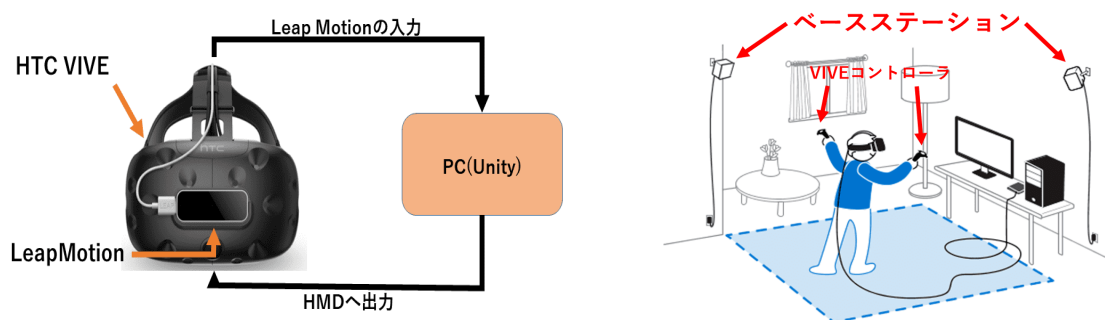 Leap Motionの入力
HTC VIVE
hTC
PC(Unity)
LeapMotion
HMDへ出力
ベースステーション
VIVEコントローラ